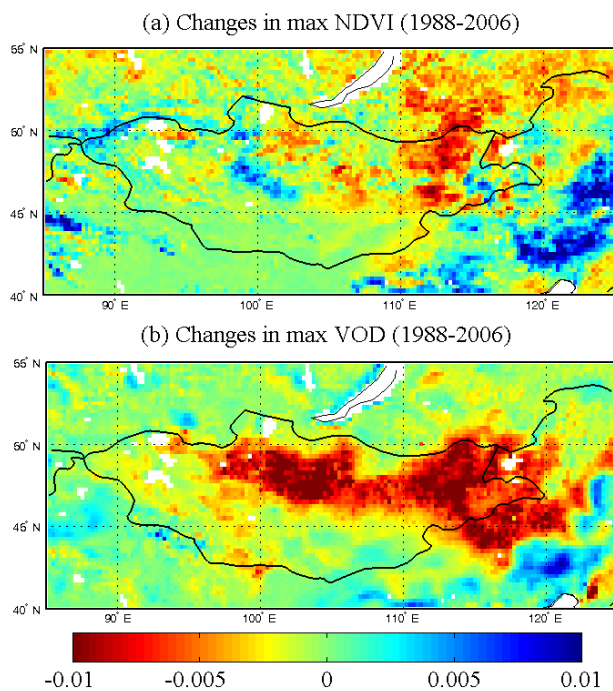 (a) Changes in max NDVI (1988-2006)
55° N
50° N
45° N
40° N
90° E 100° E 110° E 120° E
(b) Changes in max VOD (1988-2006)
55° N
50° N
45° N
40° N
90° E 100° E 110° E 120° E
-0.01 -0.005 0 0.005 0.01